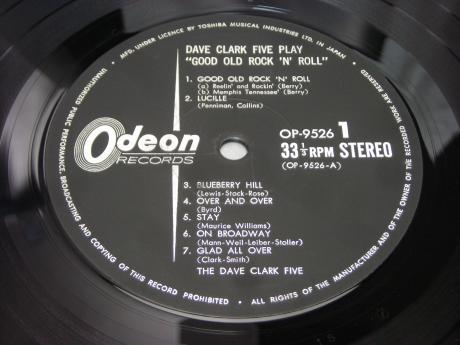 MFD. UNDER LICENCE BY TOSHIBA MUSICAL INDUSTRIES LTD. IN JAPAN •
DAVE CLARK FIVE PLAY
"GOOD OLD ROCK 'N' ROLL"
1. GOOD OLD ROCK 'N' ROLL
(a) Reelin' and Rockin' (Berry)
(b) Memphis Tennessee' (Berry)
2. LUCILLE
(Penniman, Collins)
Odeon
RECORDS
OP-9526 1
33 1/3 RPM STEREO
(OP-9526-A)
3. BLUEBERRY HILL
(Lewis-Stock-Rose)
4. OVER AND OVER
(Byrd)
5. STAY
(Maurice Williams)
6. ON BROADWAY
(Mann-Weil-Leiber-Stoller)
7. GLAD ALL OVER
(Clark-Smith)
THE DAVE CLARK FIVE
UNAUTHORIZED PUBLIC PERFORMANCE, BROADCASTING AND COPYING OF THIS RECORD PROHIBITED • ALL RIGHTS OF THE MANUFACTURER AND OF THE OWNER OF THE RECORDED WORK ARE RESERVED